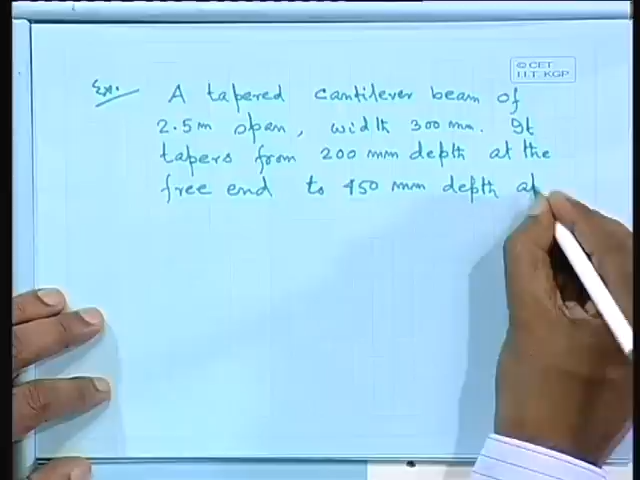 © CET
I.I.T. KGP
Ex.
A tapered cantilever beam of
2.5m span, width 300 mm. It
tapers from 200 mm depth at the
free end to 450 mm depth at